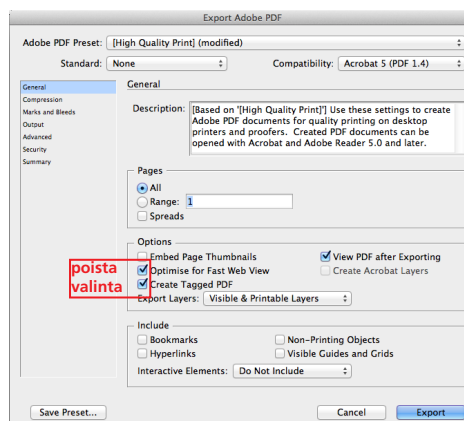 Export Adobe PDF
Adobe PDF Preset: [High Quality Print] (modified)
Standard: None Compatibility: Acrobat 5 (PDF 1.4)
General
Compression
Marks and Bleeds
Output
Advanced
Security
Summary
General
Description: [Based on '[High Quality Print]'] Use these settings to create
Adobe PDF documents for quality printing on desktop
printers and proofers. Created PDF documents can be
opened with Acrobat and Adobe Reader 5.0 and later.
Pages
All
Range: 1
Spreads
Options
Embed Page Thumbnails View PDF after Exporting
poista
valinta
Optimise for Fast Web View Create Acrobat Layers
Create Tagged PDF
Export Layers: Visible & Printable Layers
Include
Bookmarks Non-Printing Objects
Hyperlinks Visible Guides and Grids
Interactive Elements: Do Not Include
Save Preset... Cancel Export